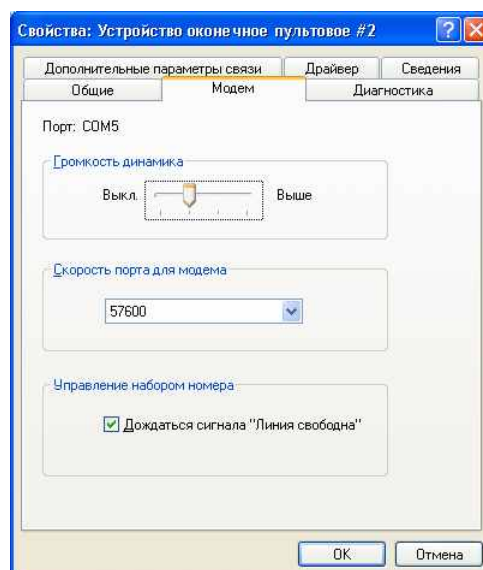 Свойства: Устройство оконечное пультовое #2
Дополнительные параметры связи Драйвер Сведения
Общие Модем Диагностика
Порт: COM5
Громкость динамика
Выкл. Выше
Скорость порта для модема
57600
Управление набором номера
Дождаться сигнала "Линия свободна"
OK Отмена